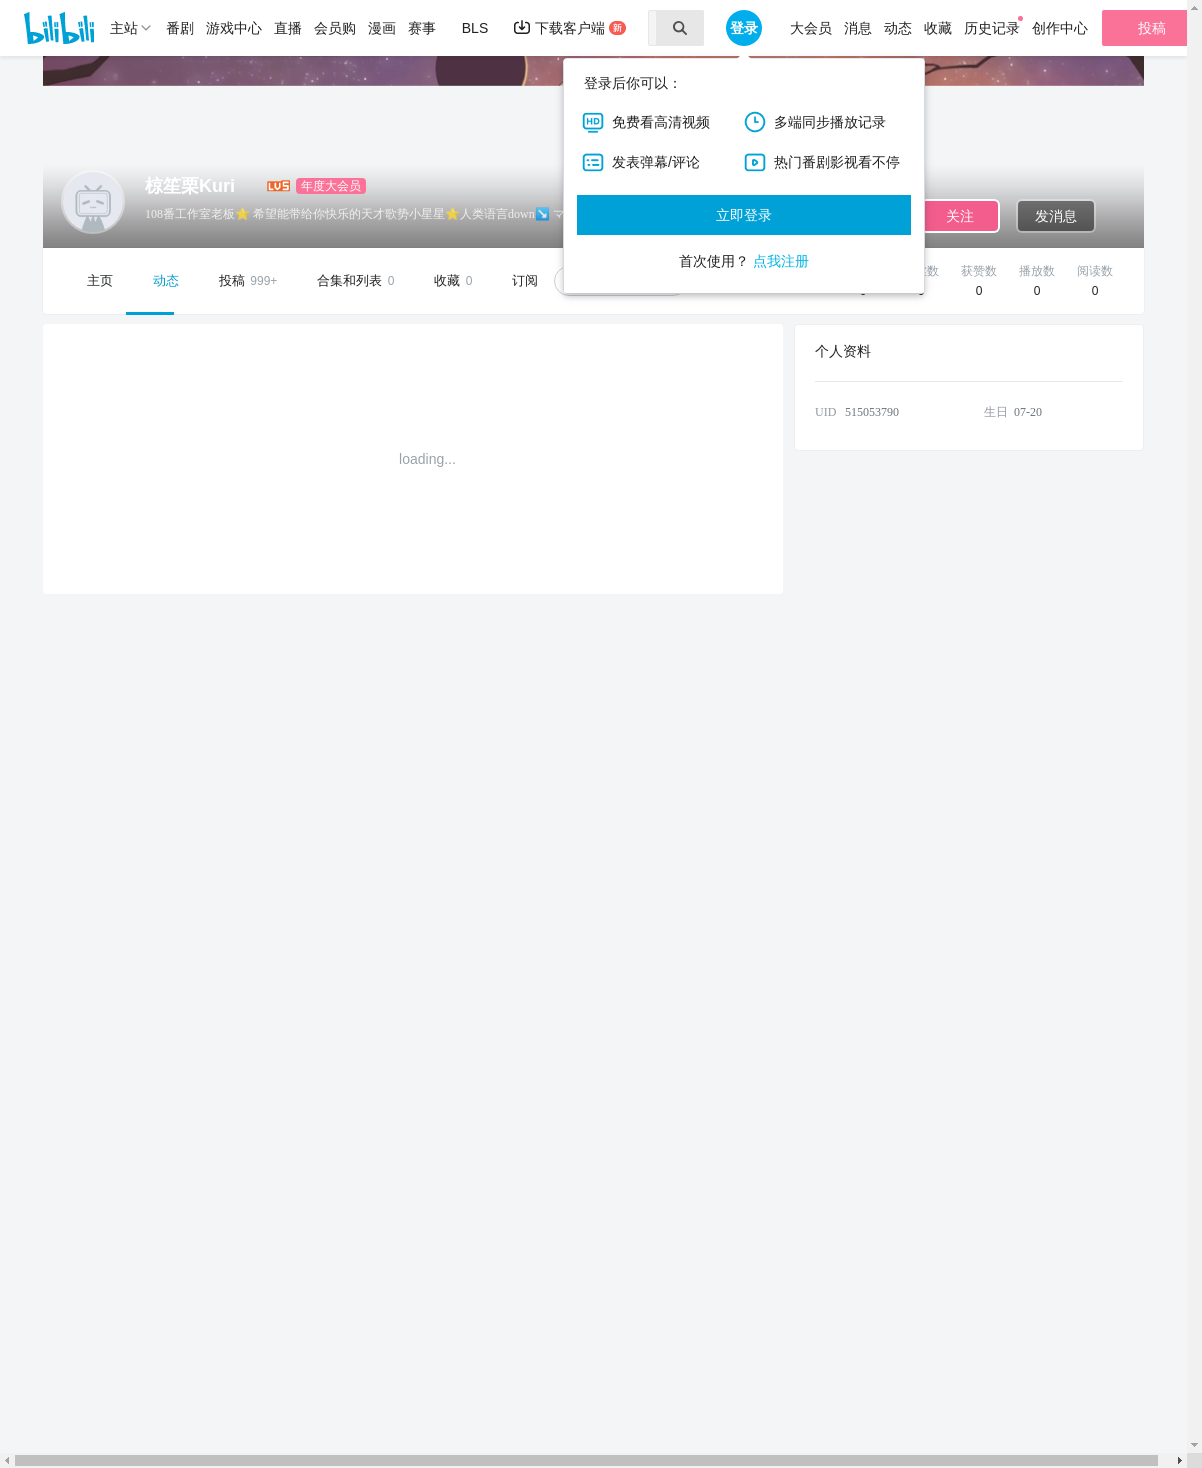 bilibili 主站 番剧 游戏中心 直播 会员购 漫画 赛事 BLS 下载客户端 新 登录 大会员 消息 动态 收藏 历史记录 创作中心 投稿
登录后你可以：
HD 免费看高清视频 多端同步播放记录
发表弹幕/评论 热门番剧影视看不停
立即登录
首次使用？ 点我注册
椋笙栗Kuri LV5 年度大会员
108番工作室老板⭐ 希望能带给你快乐的天才歌势小星星⭐人类语言down↘️
关注 发消息
主页 动态 投稿 999+ 合集和列表 0 收藏 0 订阅
数 获赞数 播放数 阅读数
0 0 0
个人资料
UID 515053790 生日 07-20
loading...